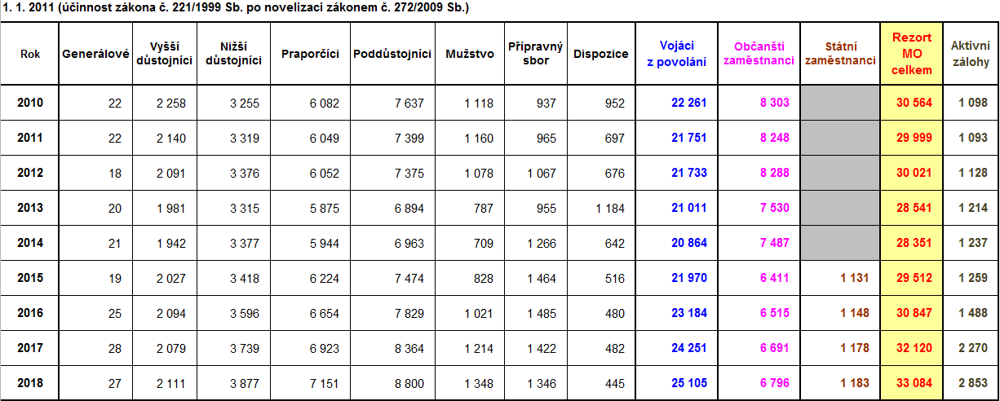 1. 1. 2011 (účinnost zákona č. 221/1999 Sb. po novelizaci zákonem č. 272/2009 Sb.)
Rok Generálové Vyšší důstojníci Nižší důstojníci Praporčíci Poddůstojníci Mužstvo Přípravný sbor Dispozice Vojáci z povolání Občanští zaměstnanci Státní zaměstnanci Rezort MO celkem Aktivní zálohy
2010 22 2 258 3 255 6 082 7 637 1 118 937 952 22 261 8 303 30 564 1 098
2011 22 2 140 3 319 6 049 7 399 1 160 965 697 21 751 8 248 29 999 1 093
2012 18 2 091 3 376 6 052 7 375 1 078 1 067 676 21 733 8 288 30 021 1 128
2013 20 1 981 3 315 5 875 6 894 787 955 1 184 21 011 7 530 28 541 1 214
2014 21 1 942 3 377 5 944 6 963 709 1 266 642 20 864 7 487 28 351 1 237
2015 19 2 027 3 418 6 224 7 474 828 1 464 516 21 970 6 411 1 131 29 512 1 259
2016 25 2 094 3 596 6 654 7 829 1 021 1 485 480 23 184 6 515 1 148 30 847 1 488
2017 28 2 079 3 739 6 923 8 364 1 214 1 422 482 24 251 6 691 1 178 32 120 2 270
2018 27 2 111 3 877 7 151 8 800 1 348 1 346 445 25 105 6 796 1 183 33 084 2 853